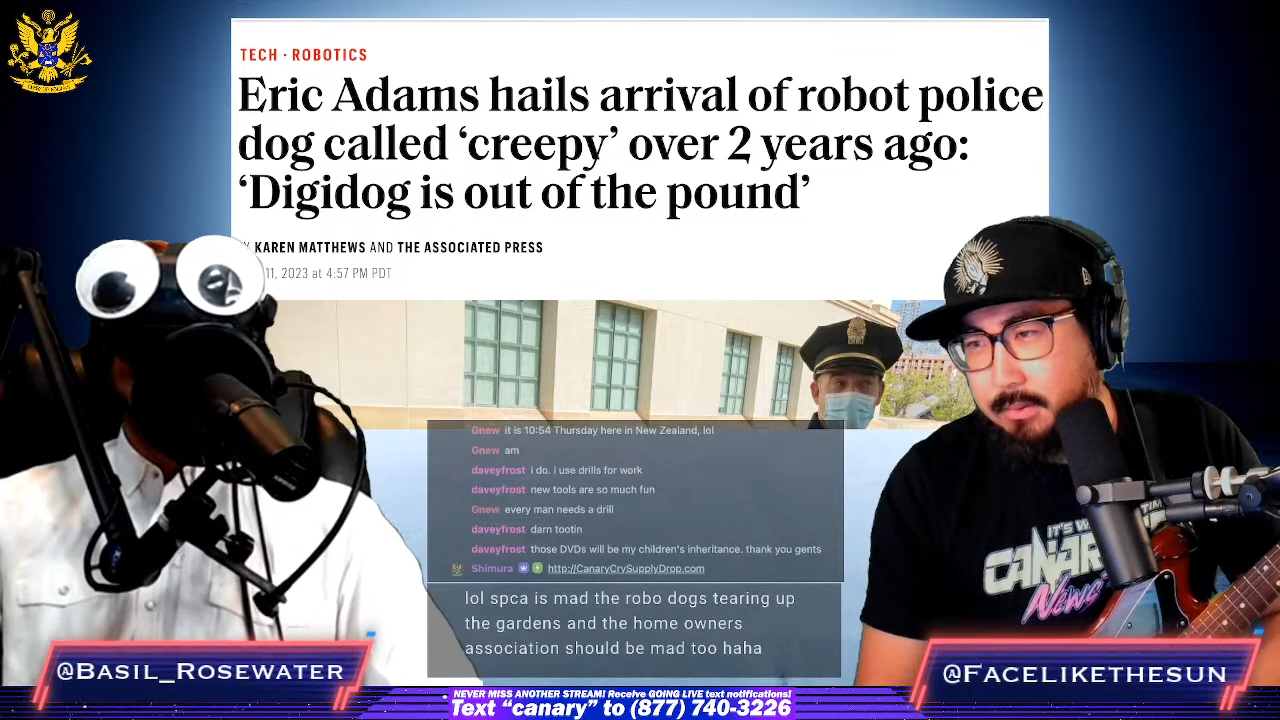 TECH · ROBOTICS
Eric Adams hails arrival of robot police
dog called ‘creepy’ over 2 years ago:
‘Digidog is out of the pound’
Y KAREN MATTHEWS AND THE ASSOCIATED PRESS
11, 2023 at 4:57 PM PDT
Gnew it is 10:54 Thursday here in New Zealand, lol
Gnew am
daveyfrost i do. i use drills for work
daveyfrost new tools are so much fun
Gnew every man needs a drill
daveyfrost darn tootin
daveyfrost those DVDs will be my children's inheritance. thank you gents
Shimura http://CanaryCrySupplyDrop.com
lol spca is mad the robo dogs tearing up
the gardens and the home owners
association should be mad too haha
IT'S W
CANAR
News
@BASIL_ROSEWATER
@FACELIKETHESUN
NEVER MISS ANOTHER STREAM! Receive GOING LIVE text notifications!
Text “canary” to (877) 740-3226